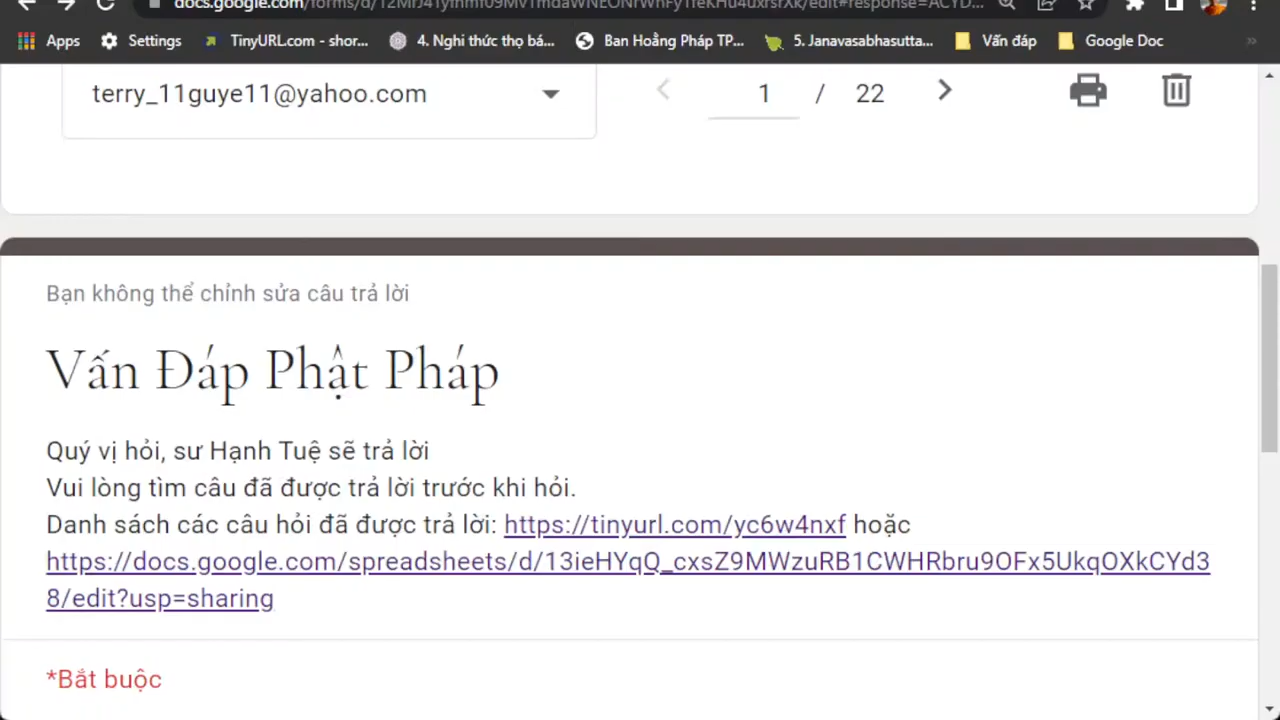 Apps Settings TinyURL.com - shor... 4. Nghi thức thọ bá... Ban Hoằng Pháp TP... 5. Janavasabhasutta... Vấn đáp Google Doc »
terry_11guye11@yahoo.com 1 / 22
Bạn không thể chỉnh sửa câu trả lời
Vấn Đáp Phật Pháp
Quý vị hỏi, sư Hạnh Tuệ sẽ trả lời
Vui lòng tìm câu đã được trả lời trước khi hỏi.
Danh sách các câu hỏi đã được trả lời: https://tinyurl.com/yc6w4nxf hoặc
https://docs.google.com/spreadsheets/d/13ieHYqQ_cxsZ9MWzuRB1CWHRbru9OFx5UkqOXkCYd3
8/edit?usp=sharing
*Bắt buộc